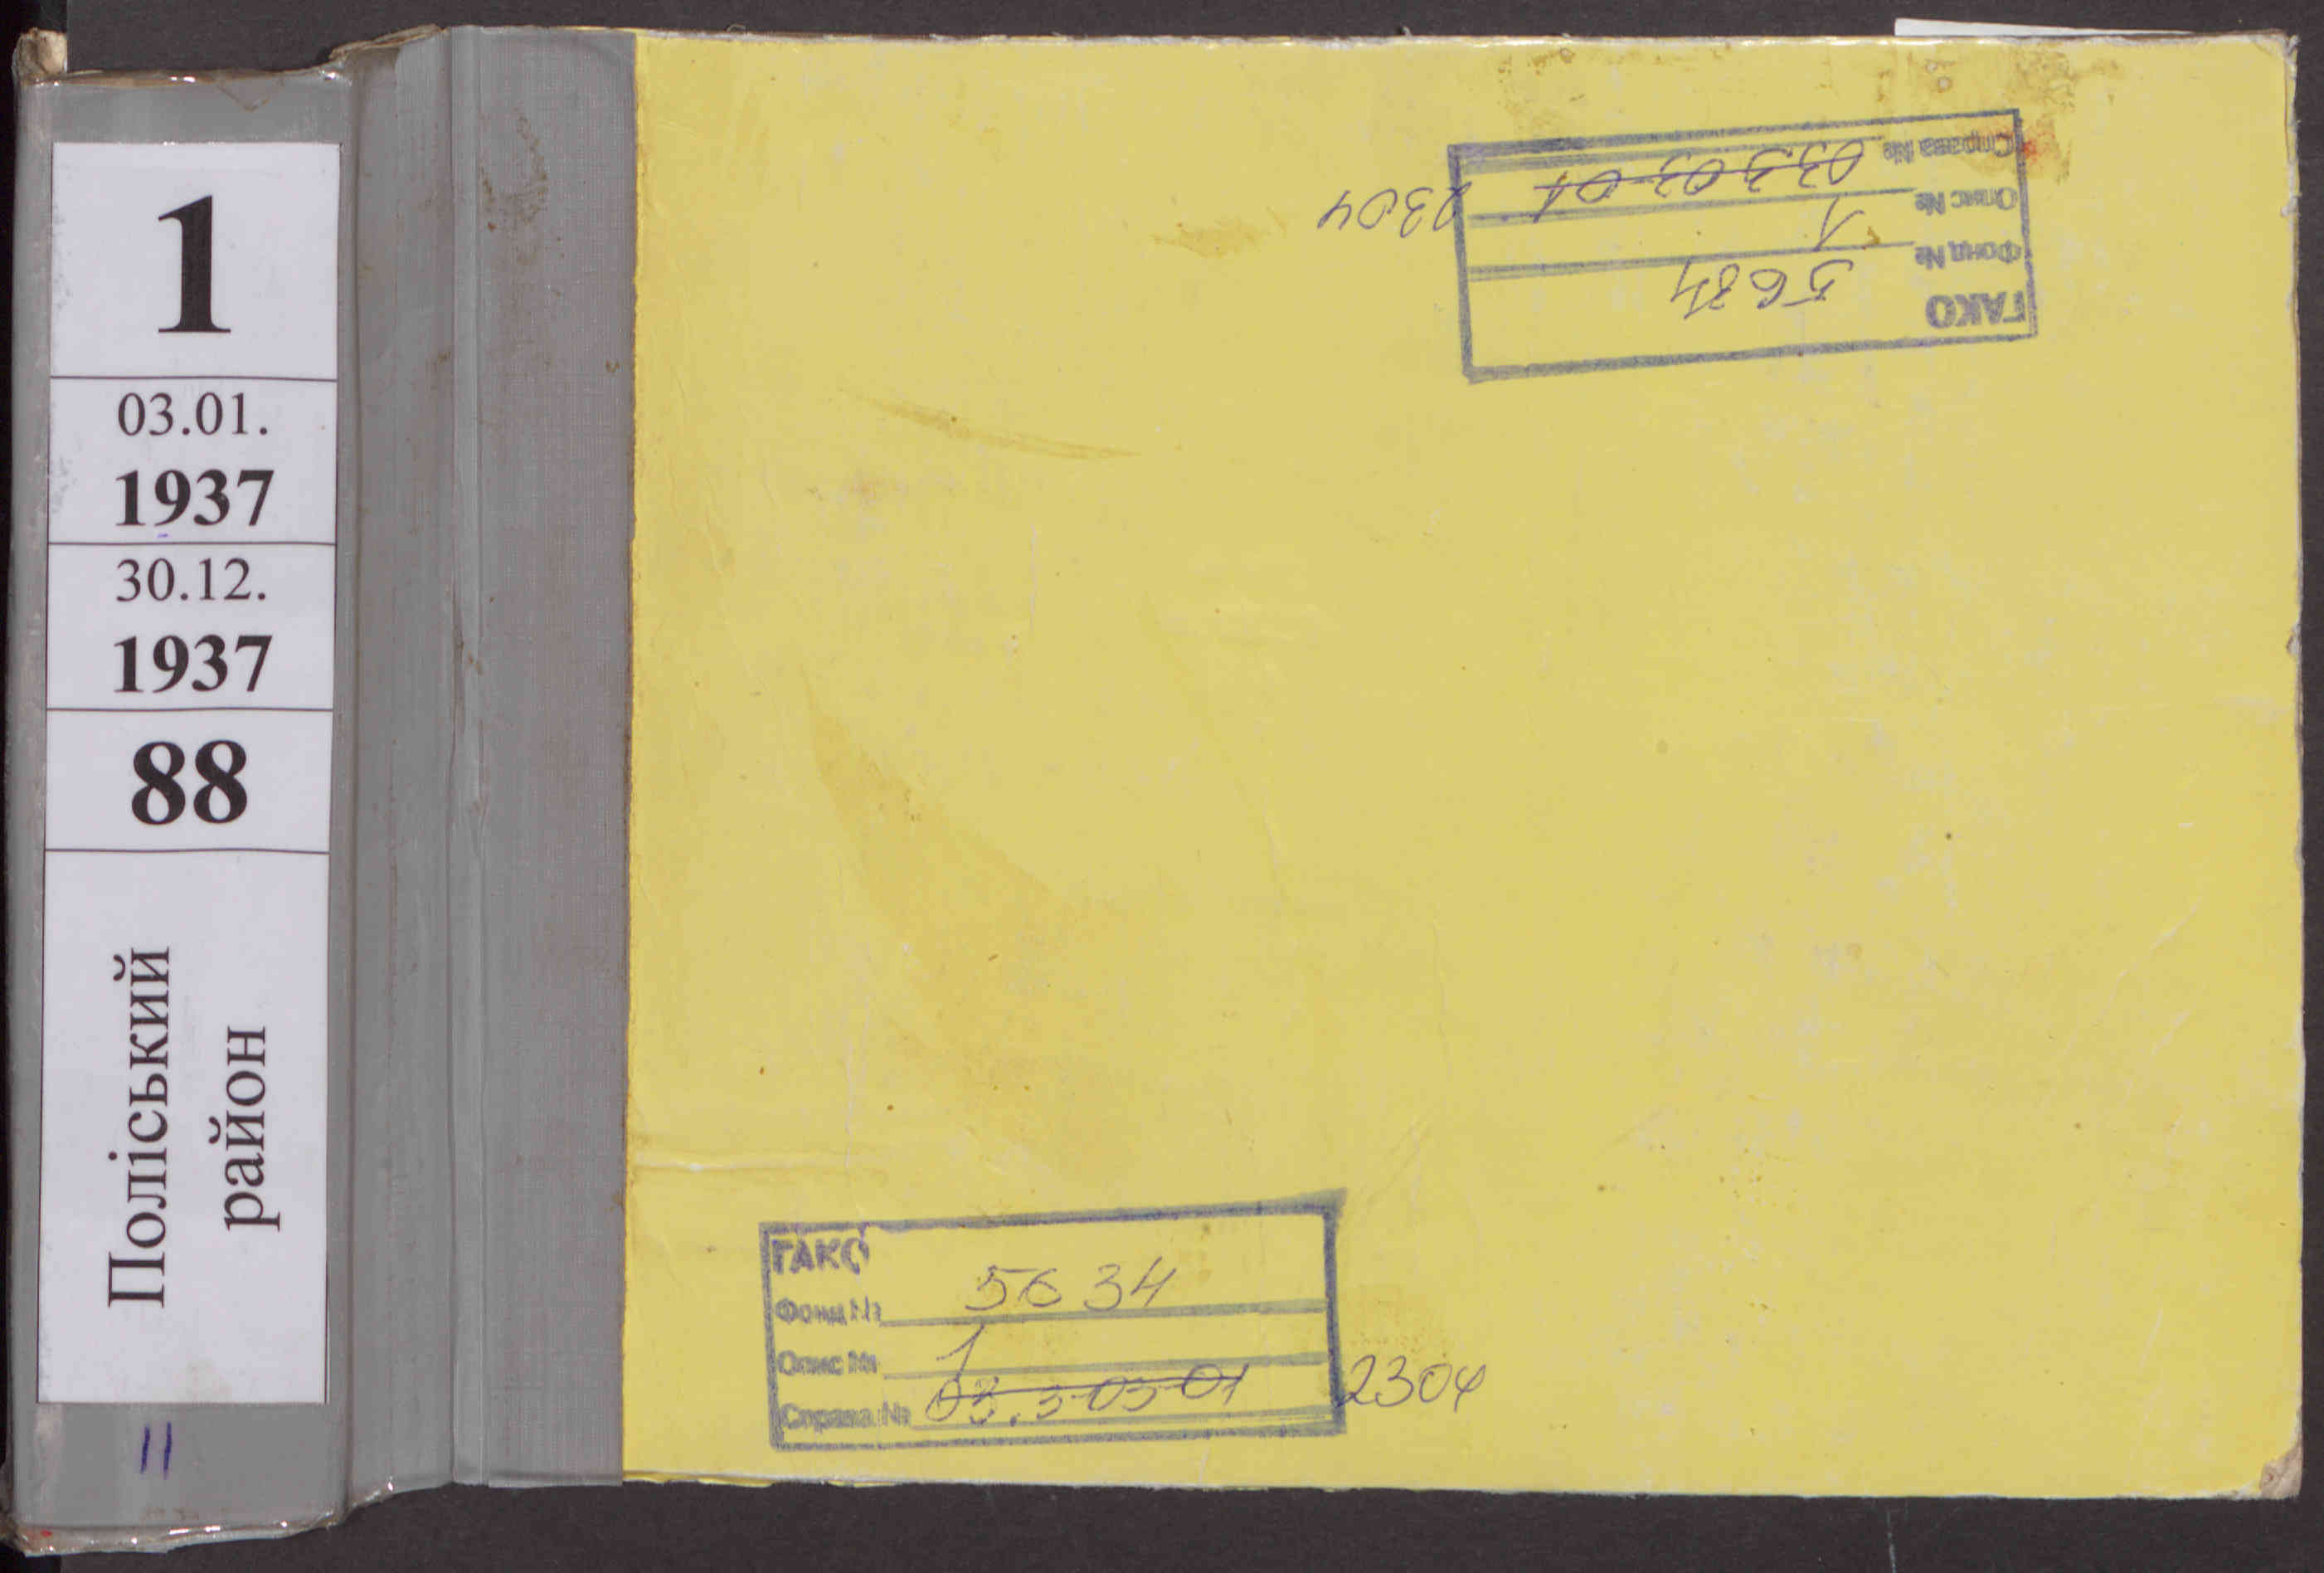 1
03.01.
1937
30.12.
1937
88
Поліський
район
11
ГАКО
Фонд № 5634
Опис № 1
Справа № 03.3-03-01 2304
ГАКО
Фонд № 5634
Опис № 1
Справа № 03.3-03-01 2304